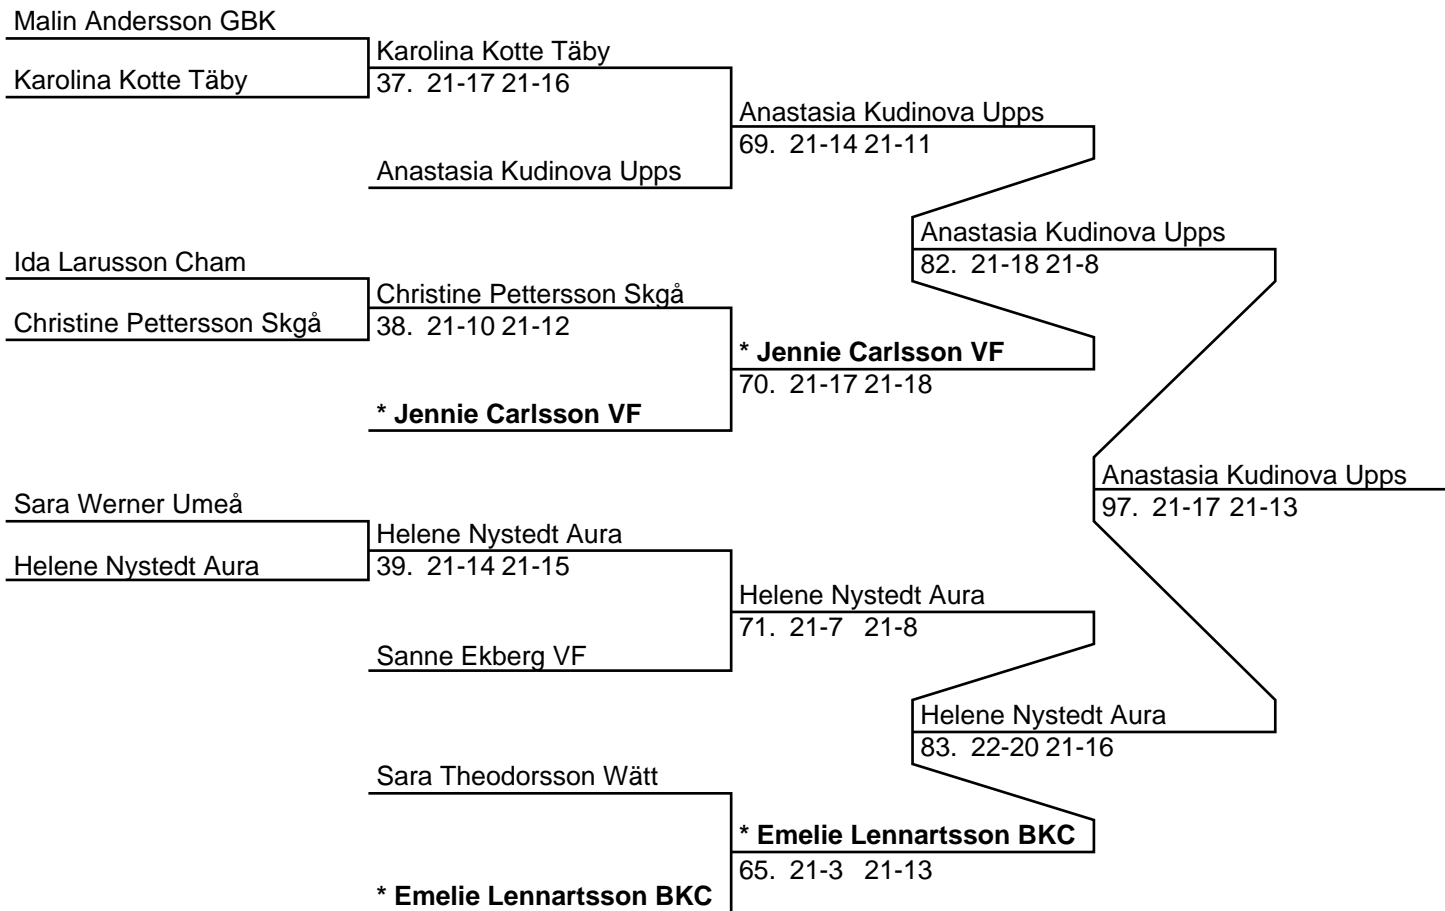 Malin Andersson GBK
Karolina Kotte Täby
Karolina Kotte Täby
37. 21-17 21-16
Anastasia Kudinova Upps
69. 21-14 21-11
Anastasia Kudinova Upps
Anastasia Kudinova Upps
82. 21-18 21-8
Ida Larusson Cham
Christine Pettersson Skgå
Christine Pettersson Skgå
38. 21-10 21-12
* Jennie Carlsson VF
70. 21-17 21-18
* Jennie Carlsson VF
Anastasia Kudinova Upps
97. 21-17 21-13
Sara Werner Umeå
Helene Nystedt Aura
Helene Nystedt Aura
39. 21-14 21-15
Helene Nystedt Aura
71. 21-7 21-8
Sanne Ekberg VF
Helene Nystedt Aura
83. 22-20 21-16
Sara Theodorsson Wätt
* Emelie Lennartsson BKC
65. 21-3 21-13
* Emelie Lennartsson BKC